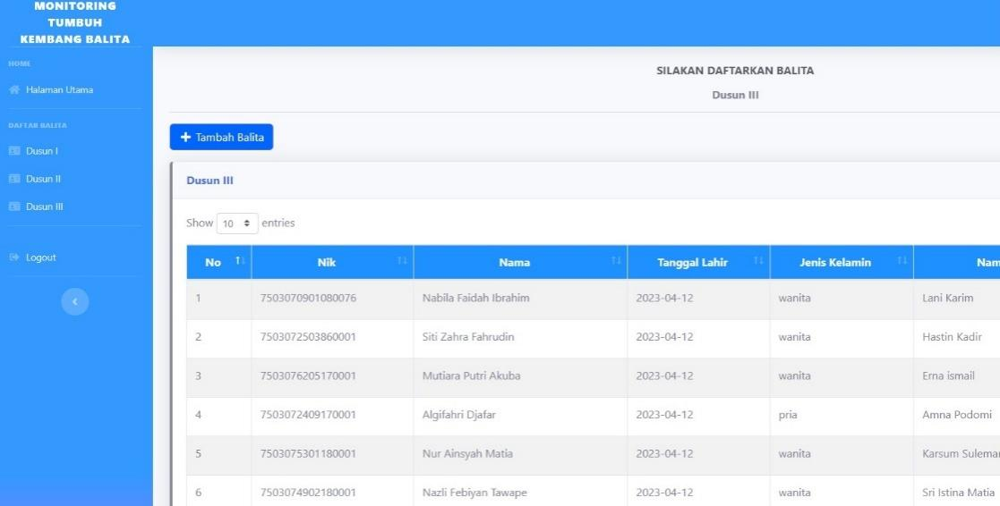 MONITORING
TUMBUH
KEMBANG BALITA
HOME
Halaman Utama
DAFTAR BALITA
Dusun I
Dusun II
Dusun III
Logout
SILAKAN DAFTARKAN BALITA
Dusun III
+ Tambah Balita
Dusun III
Show 10 entries
No Nik Nama Tanggal Lahir Jenis Kelamin Nam
1 7503070901080076 Nabila Faidah Ibrahim 2023-04-12 wanita Lani Karim
2 7503072503860001 Siti Zahra Fahrudin 2023-04-12 wanita Hastin Kadir
3 7503076205170001 Mutiara Putri Akuba 2023-04-12 wanita Erna ismail
4 7503072409170001 Algifahri Djafar 2023-04-12 pria Amna Podomi
5 7503075301180001 Nur Ainsyah Matia 2023-04-12 wanita Karsum Sulema
6 7503074902180001 Nazli Febiyan Tawape 2023-04-12 wanita Sri Istina Matia